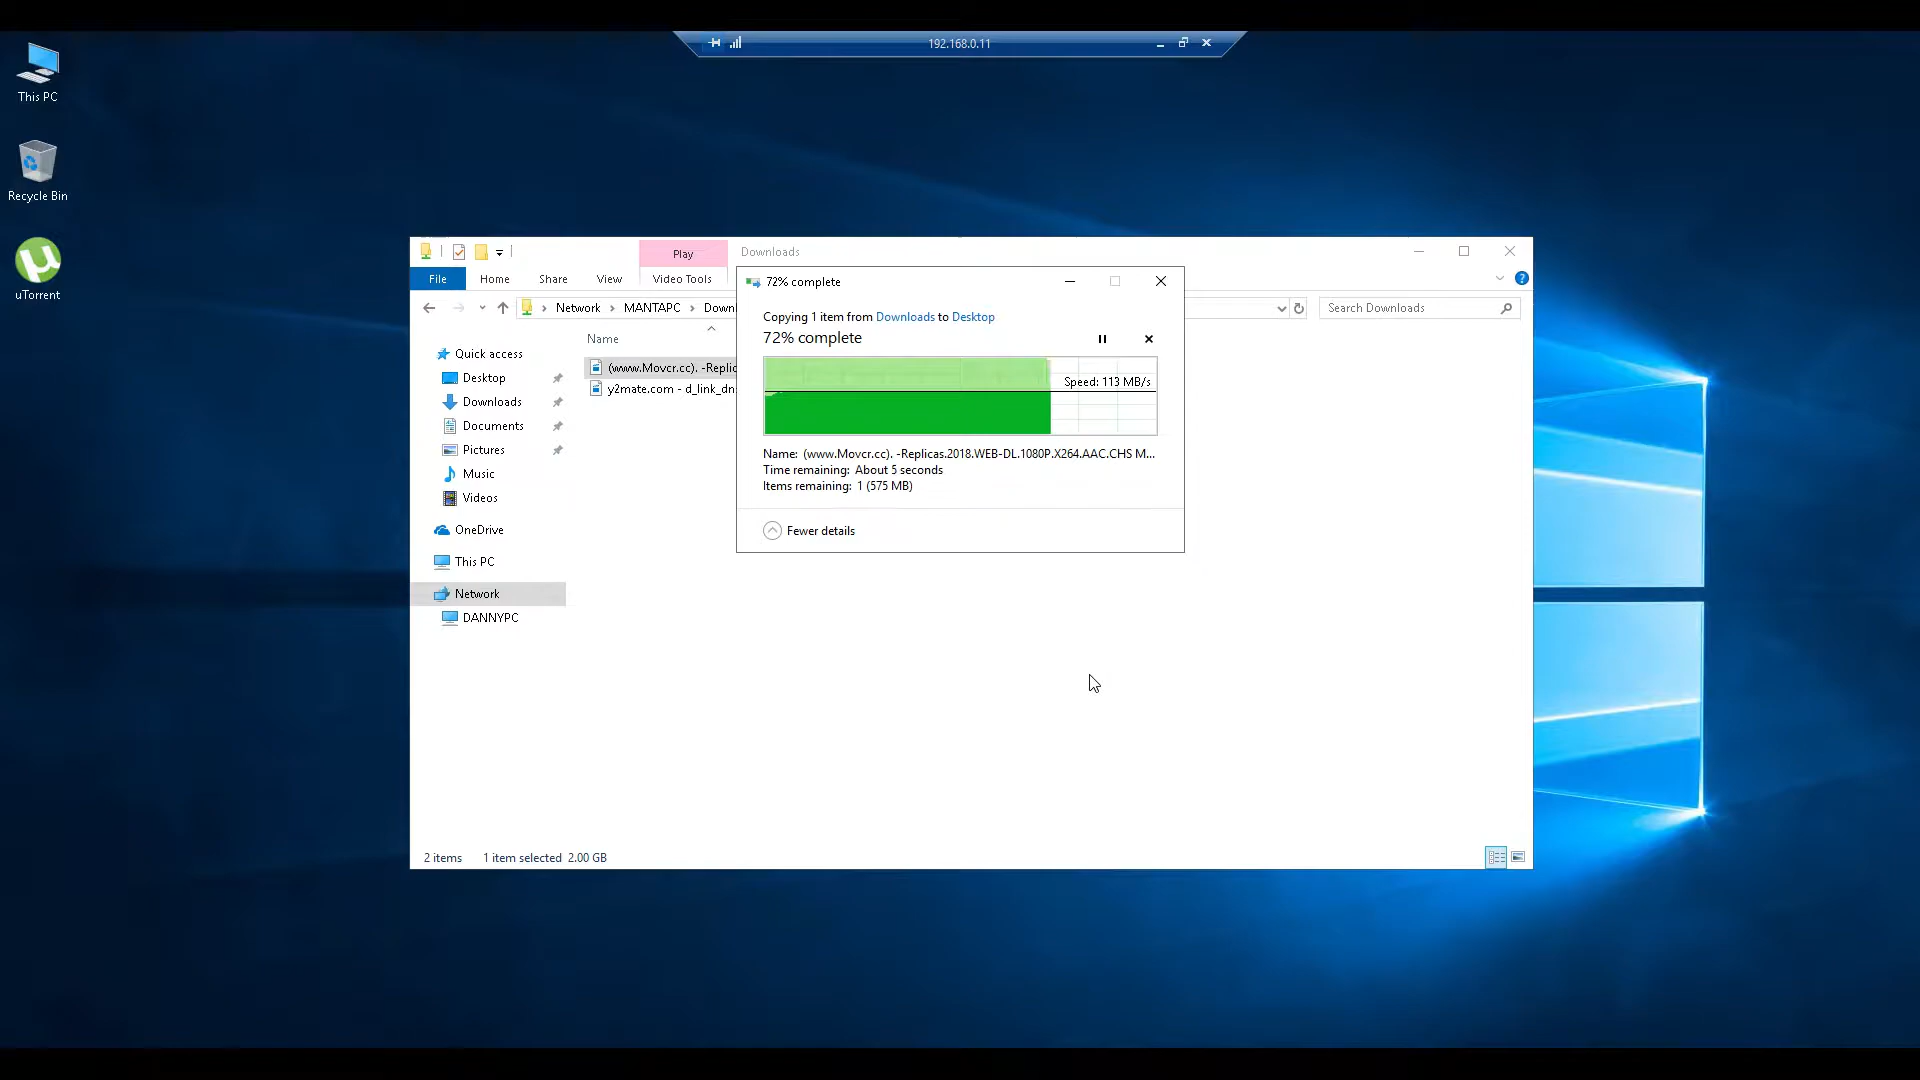 192.168.0.11
This PC
Recycle Bin
uTorrent
Play
Downloads
File
Home
Share
View
Video Tools
Network
MANTAPC
Search Downloads
Name
Quick access
Desktop
Downloads
Documents
Pictures
Music
Videos
OneDrive
This PC
Network
DANNYPC
(www.Movcr.cc). -Replic
y2mate.com - d_link_dn
72% complete
Copying 1 item from Downloads to Desktop
72% complete
Speed: 113 MB/s
Name: (www.Movcr.cc). -Replicas.2018.WEB-DL.1080P.X264.AAC.CHS M...
Time remaining: About 5 seconds
Items remaining: 1 (575 MB)
Fewer details
2 items 1 item selected 2.00 GB